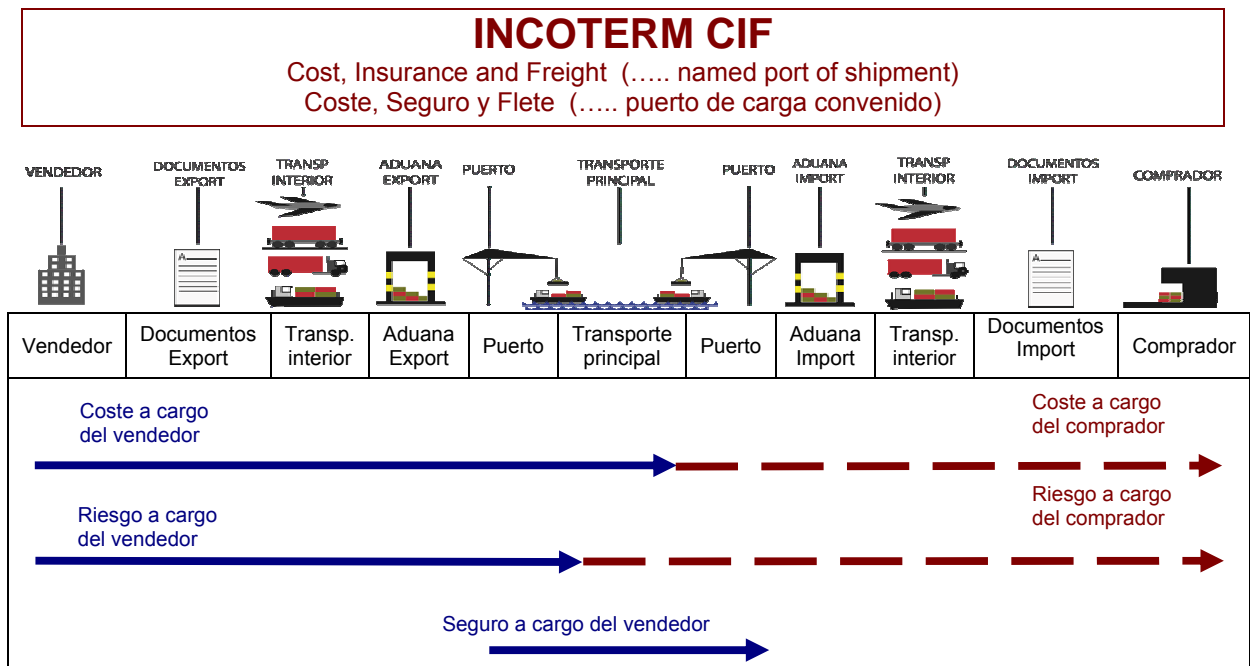 INCOTERM CIF
Cost, Insurance and Freight (….. named port of shipment)
Coste, Seguro y Flete (….. puerto de carga convenido)
VENDEDOR
DOCUMENTOS
EXPORT
TRANSP
INTERIOR
ADUANA
EXPORT
PUERTO
TRANSPORTE
PRINCIPAL
PUERTO
ADUANA
IMPORT
TRANSP
INTERIOR
DOCUMENTOS
IMPORT
COMPRADOR
A
A
Vendedor
Documentos
Export
Transp.
interior
Aduana
Export
Puerto
Transporte
principal
Puerto
Aduana
Import
Transp.
interior
Documentos
Import
Comprador
Coste a cargo
del vendedor
Coste a cargo
del comprador
Riesgo a cargo
del vendedor
Riesgo a cargo
del comprador
Seguro a cargo del vendedor